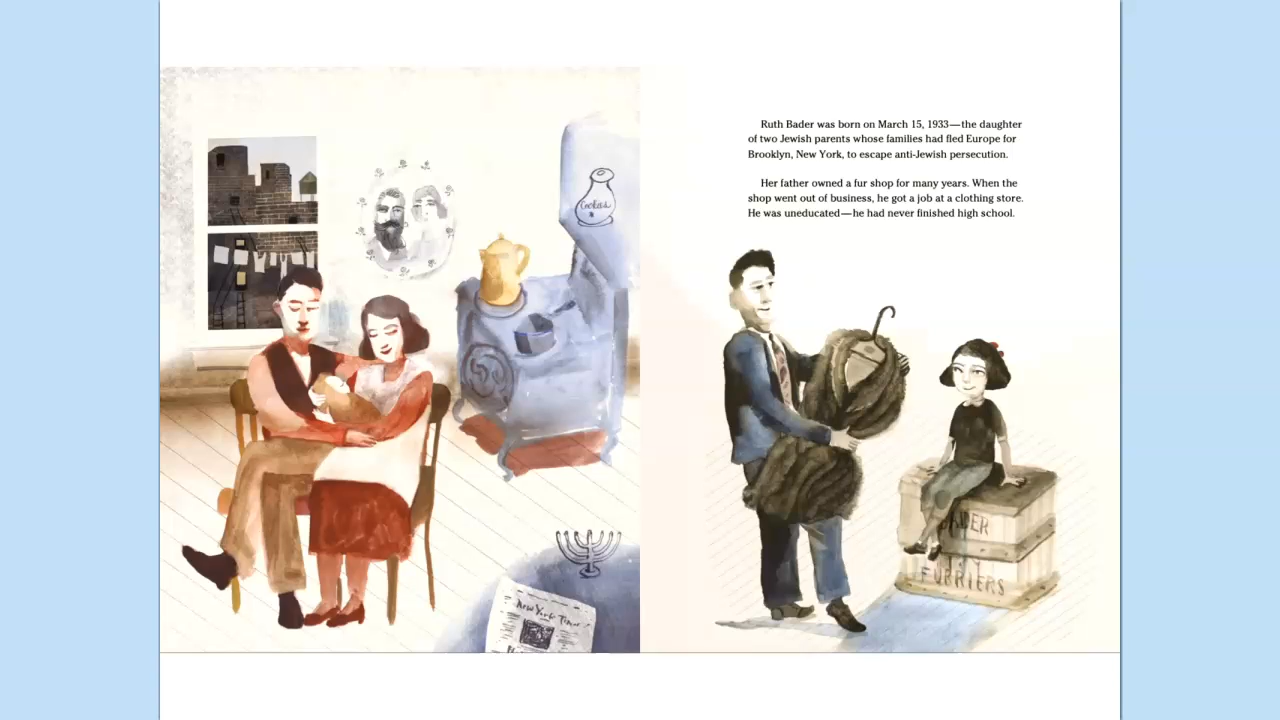 Ruth Bader was born on March 15, 1933—the daughter
of two Jewish parents whose families had fled Europe for
Brooklyn, New York, to escape anti-Jewish persecution.
Her father owned a fur shop for many years. When the
shop went out of business, he got a job at a clothing store.
He was uneducated—he had never finished high school.
BADER
FURRIERS
New York Times